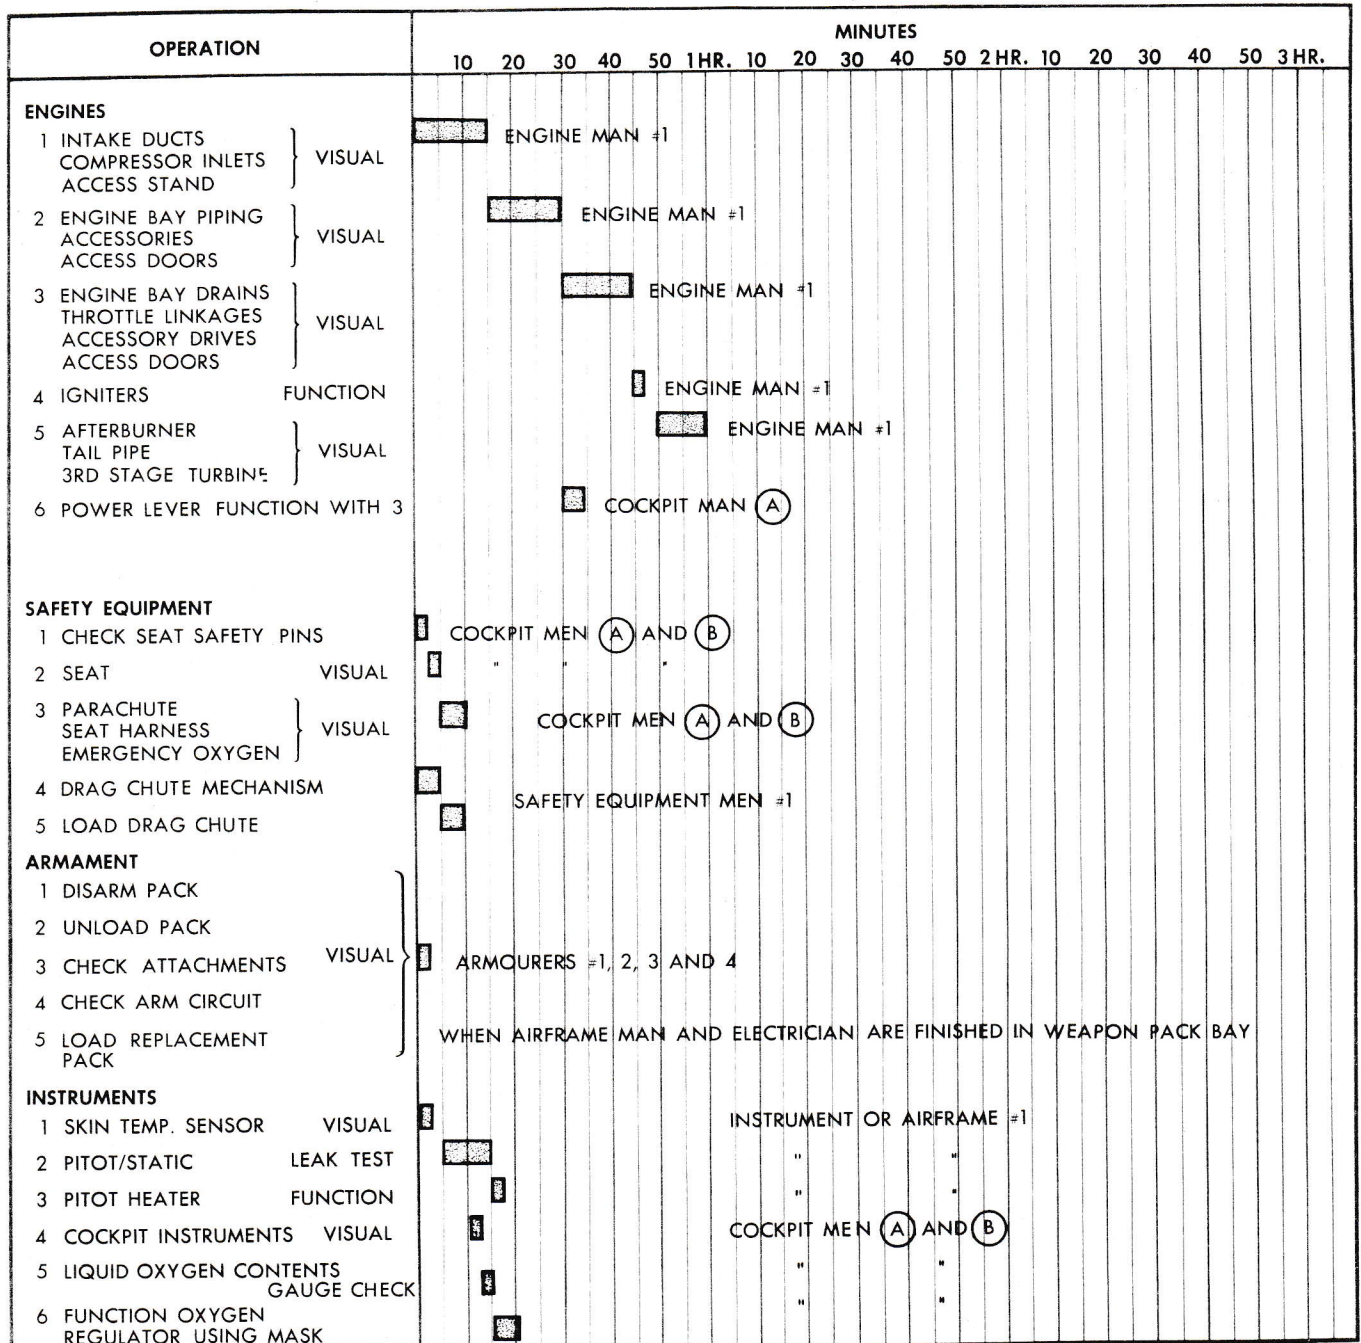 OPERATION
MINUTES
10 20 30 40 50 1 HR. 10 20 30 40 50 2 HR. 10 20 30 40 50 3 HR.
ENGINES
1 INTAKE DUCTS
COMPRESSOR INLETS VISUAL
ACCESS STAND
ENGINE MAN #1
2 ENGINE BAY PIPING
ACCESSORIES VISUAL
ACCESS DOORS
ENGINE MAN #1
3 ENGINE BAY DRAINS
THROTTLE LINKAGES VISUAL
ACCESSORY DRIVES
ACCESS DOORS
ENGINE MAN #1
4 IGNITERS FUNCTION ENGINE MAN #1
5 AFTERBURNER
TAIL PIPE VISUAL
3RD STAGE TURBINE
ENGINE MAN #1
6 POWER LEVER FUNCTION WITH 3 COCKPIT MAN A
SAFETY EQUIPMENT
1 CHECK SEAT SAFETY PINS COCKPIT MEN A AND B
2 SEAT VISUAL " " "
3 PARACHUTE
SEAT HARNESS VISUAL COCKPIT MEN A AND B
EMERGENCY OXYGEN
4 DRAG CHUTE MECHANISM
SAFETY EQUIPMENT MEN #1
5 LOAD DRAG CHUTE
ARMAMENT
1 DISARM PACK
2 UNLOAD PACK
3 CHECK ATTACHMENTS VISUAL ARMOURERS #1, 2, 3 AND 4
4 CHECK ARM CIRCUIT
5 LOAD REPLACEMENT
PACK
WHEN AIRFRAME MAN AND ELECTRICIAN ARE FINISHED IN WEAPON PACK BAY
INSTRUMENTS
1 SKIN TEMP. SENSOR VISUAL INSTRUMENT OR AIRFRAME #1
2 PITOT/STATIC LEAK TEST " "
3 PITOT HEATER FUNCTION " "
4 COCKPIT INSTRUMENTS VISUAL COCKPIT MEN A AND B
5 LIQUID OXYGEN CONTENTS " "
GAUGE CHECK
6 FUNCTION OXYGEN " "
REGULATOR USING MASK